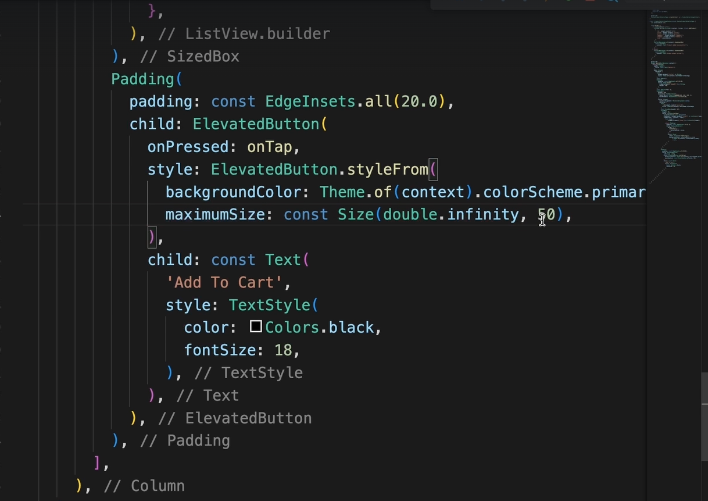 },
), // ListView.builder
), // SizedBox
Padding(
padding: const EdgeInsets.all(20.0),
child: ElevatedButton(
onPressed: onTap,
style: ElevatedButton.styleFrom(
backgroundColor: Theme.of(context).colorScheme.primar
maximumSize: const Size(double.infinity, 50),
),
child: const Text(
'Add To Cart',
style: TextStyle(
color: Colors.black,
fontSize: 18,
), // TextStyle
), // Text
), // ElevatedButton
), // Padding
],
), // Column